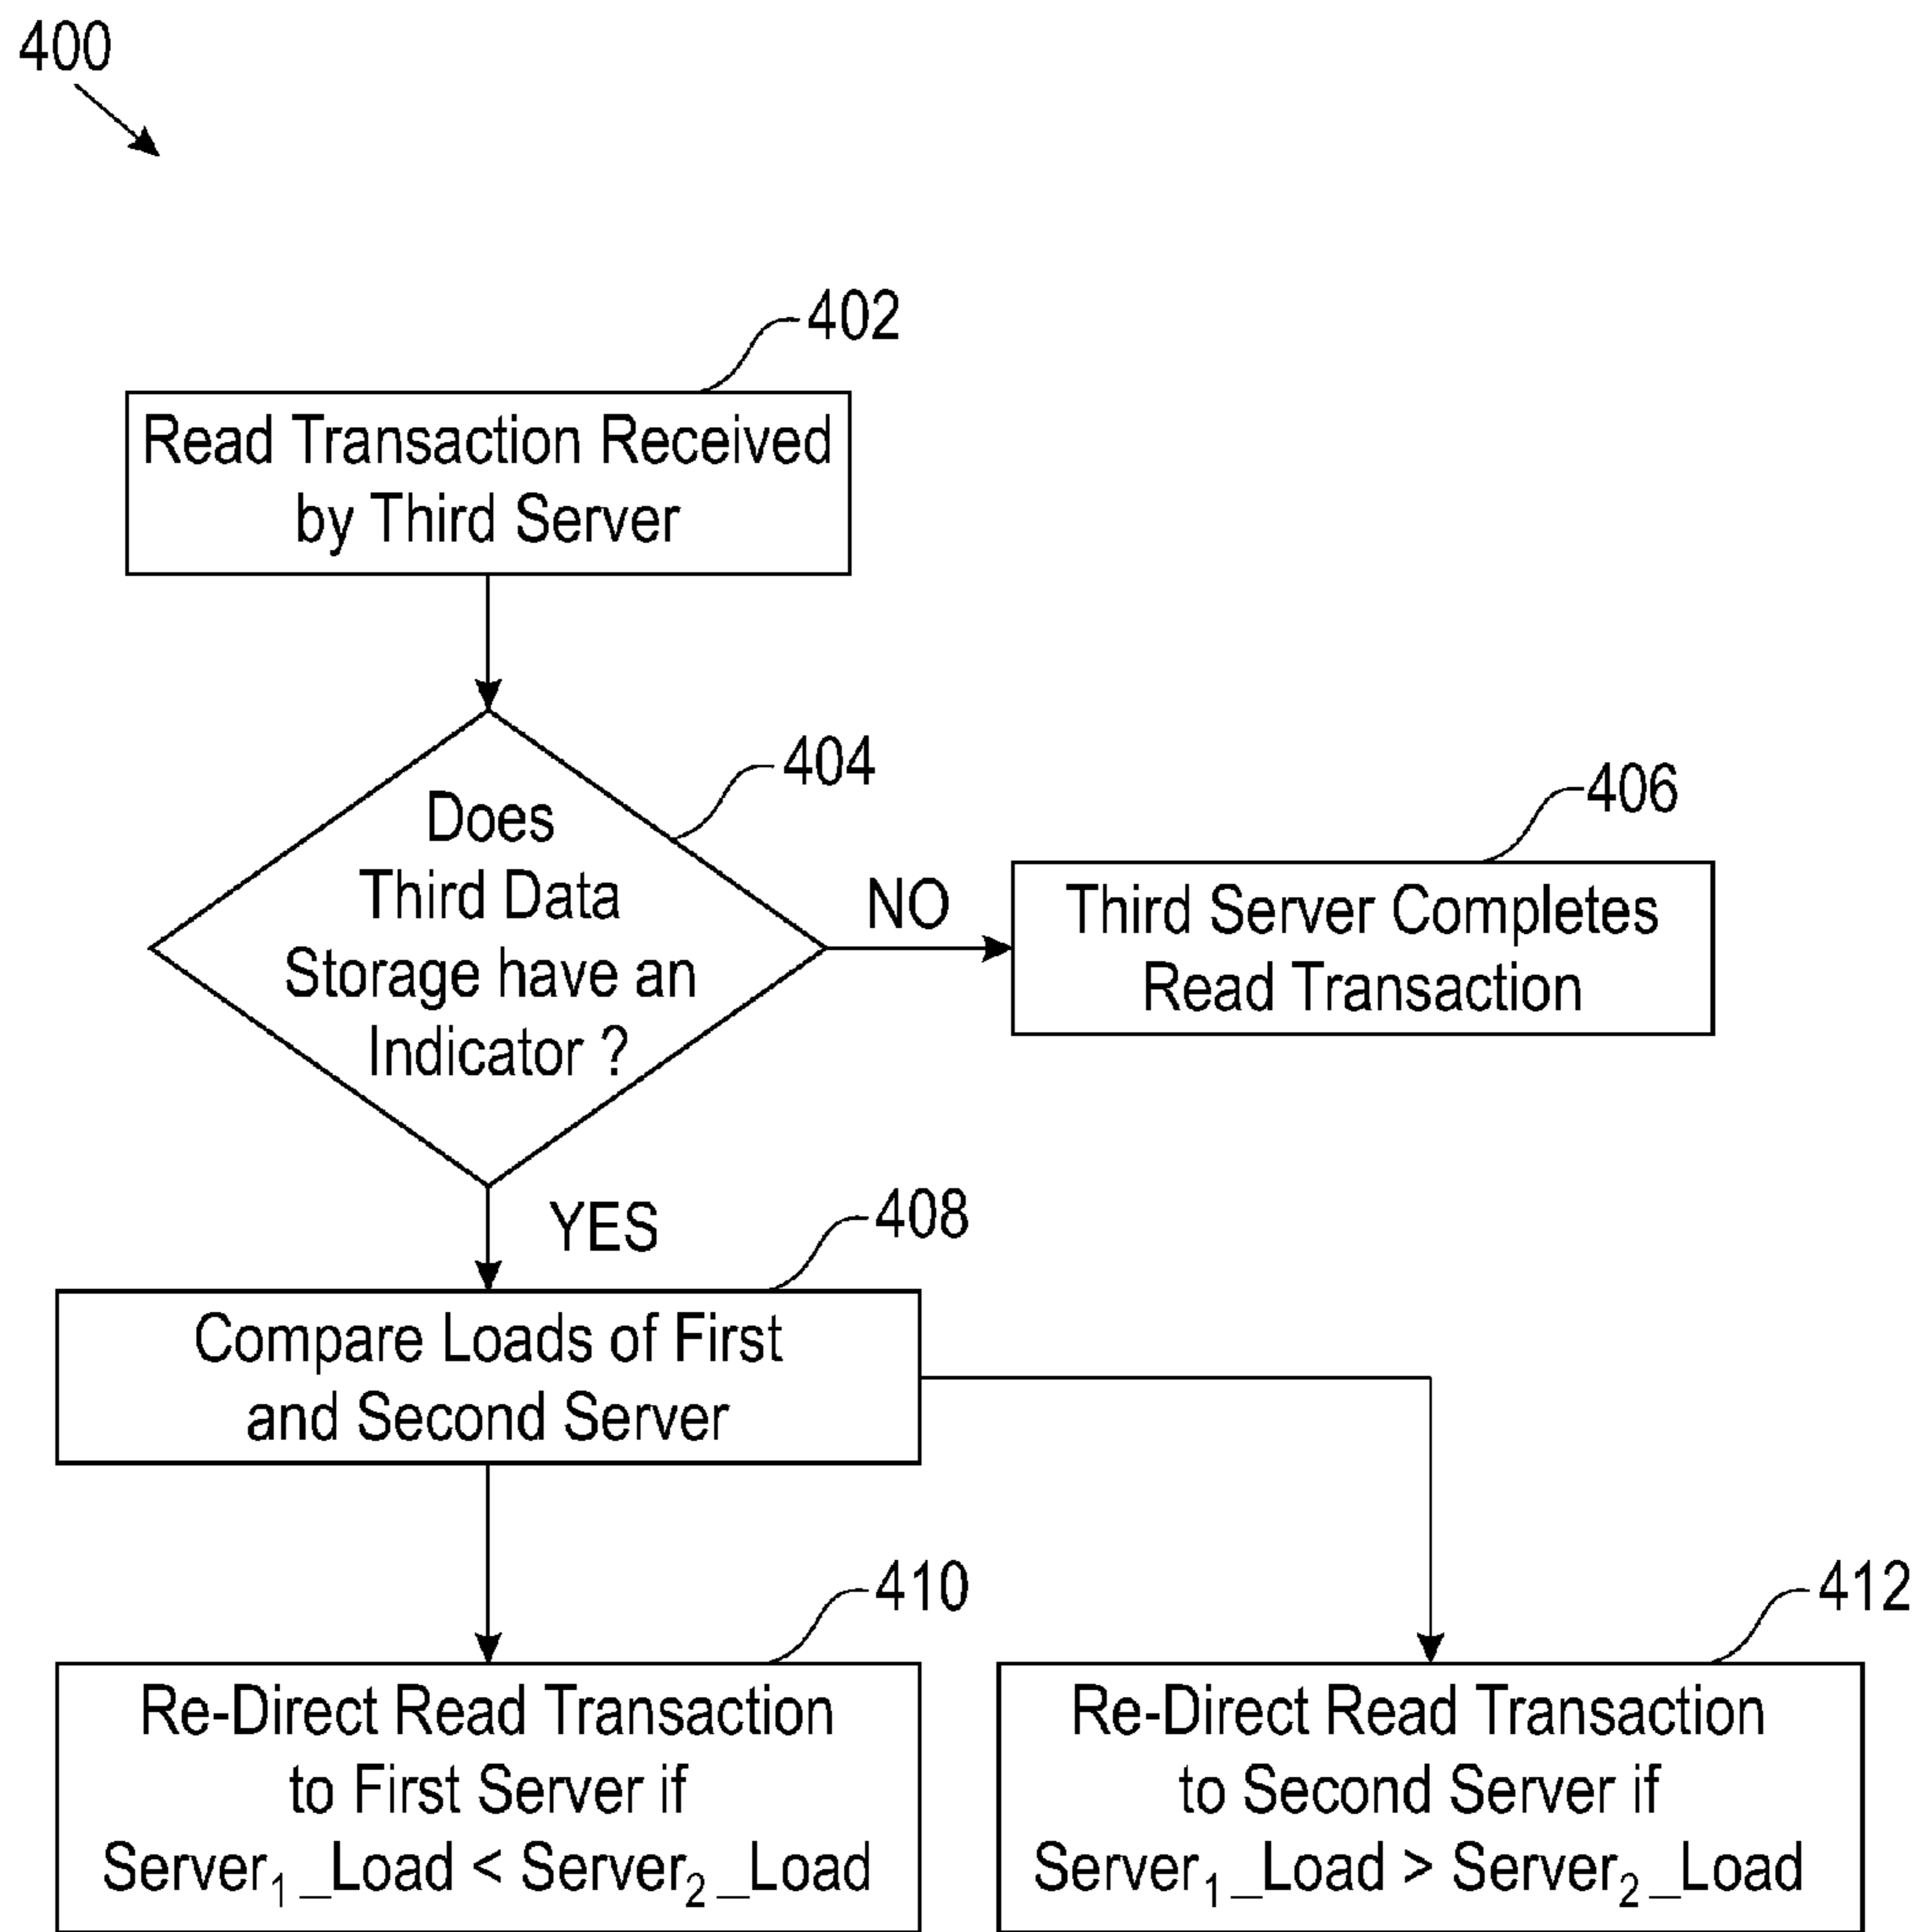 400
402
Read Transaction Received
by Third Server
404
Does
Third Data
Storage have an
Indicator ?
NO
406
Third Server Completes
Read Transaction
YES
408
Compare Loads of First
and Second Server
410
Re-Direct Read Transaction
to First Server if
Server₁_Load < Server₂_Load
412
Re-Direct Read Transaction
to Second Server if
Server₁_Load > Server₂_Load